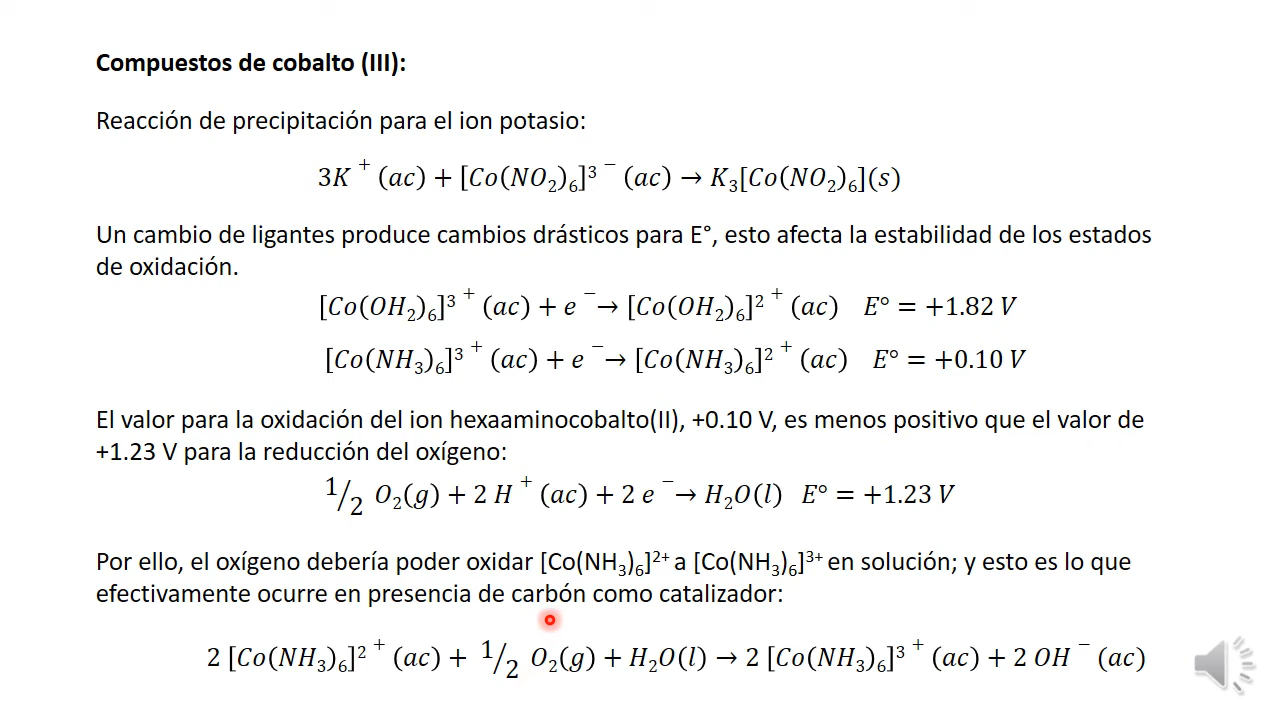 Compuestos de cobalto (III):
Reacción de precipitación para el ion potasio:
3K⁺(ac) + [Co(NO₂)₆]³⁻(ac) → K₃[Co(NO₂)₆](s)
Un cambio de ligantes produce cambios drásticos para E°, esto afecta la estabilidad de los estados
de oxidación.
[Co(OH₂)₆]³⁺(ac) + e⁻ → [Co(OH₂)₆]²⁺(ac) E° = +1.82 V
[Co(NH₃)₆]³⁺(ac) + e⁻ → [Co(NH₃)₆]²⁺(ac) E° = +0.10 V
El valor para la oxidación del ion hexaaminocobalto(II), +0.10 V, es menos positivo que el valor de
+1.23 V para la reducción del oxígeno:
1/2 O₂(g) + 2 H⁺(ac) + 2 e⁻ → H₂O(l) E° = +1.23 V
Por ello, el oxígeno debería poder oxidar [Co(NH₃)₆]²⁺ a [Co(NH₃)₆]³⁺ en solución; y esto es lo que
efectivamente ocurre en presencia de carbón como catalizador:
2 [Co(NH₃)₆]²⁺(ac) + 1/2 O₂(g) + H₂O(l) → 2 [Co(NH₃)₆]³⁺(ac) + 2 OH⁻(ac)